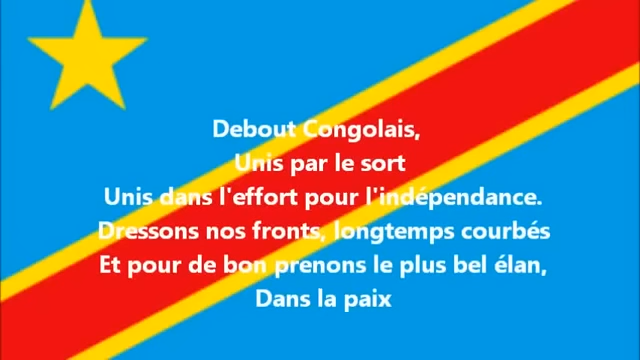 Debout Congolais,
Unis par le sort
Unis dans l'effort pour l'indépendance.
Dressons nos fronts, longtemps courbés
Et pour de bon prenons le plus bel élan,
Dans la paix